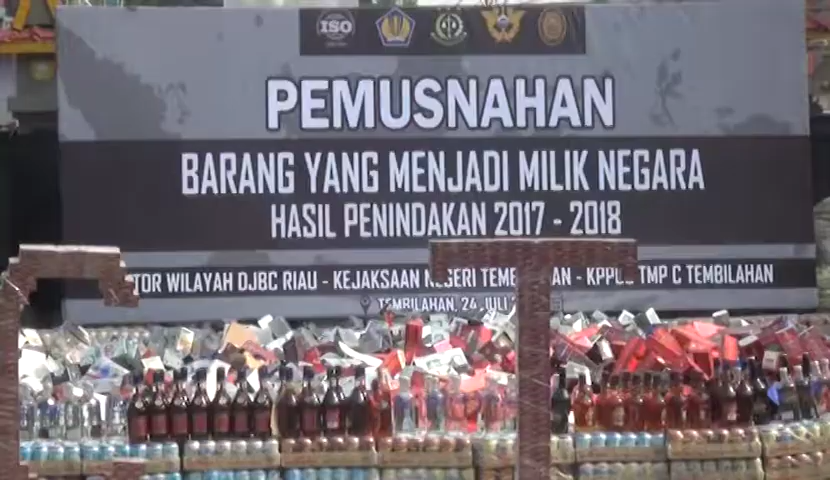 ISO
PEMUSNAHAN
BARANG YANG MENJADI MILIK NEGARA
HASIL PENINDAKAN 2017 - 2018
TOR WILAYAH DJBC RIAU - KEJAKSAAN NEGERI TEMB AN - KPPBC TMP C TEMBILAHAN
TEMBILAHAN, 24 JULI